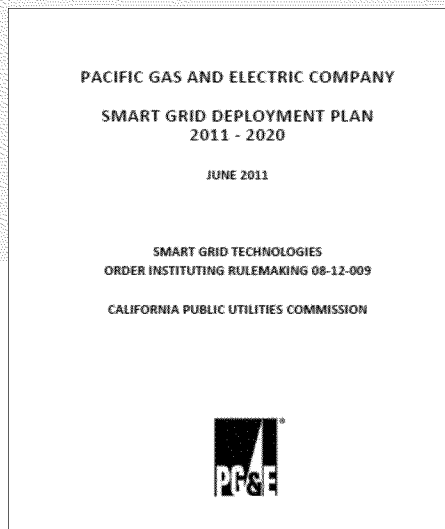 PACIFIC GAS AND ELECTRIC COMPANY
SMART GRID DEPLOYMENT PLAN
2011 - 2020
JUNE 2011
SMART GRID TECHNOLOGIES
ORDER INSTITUTING RULEMAKING 08-12-009
CALIFORNIA PUBLIC UTILITIES COMMISSION
PG&E®